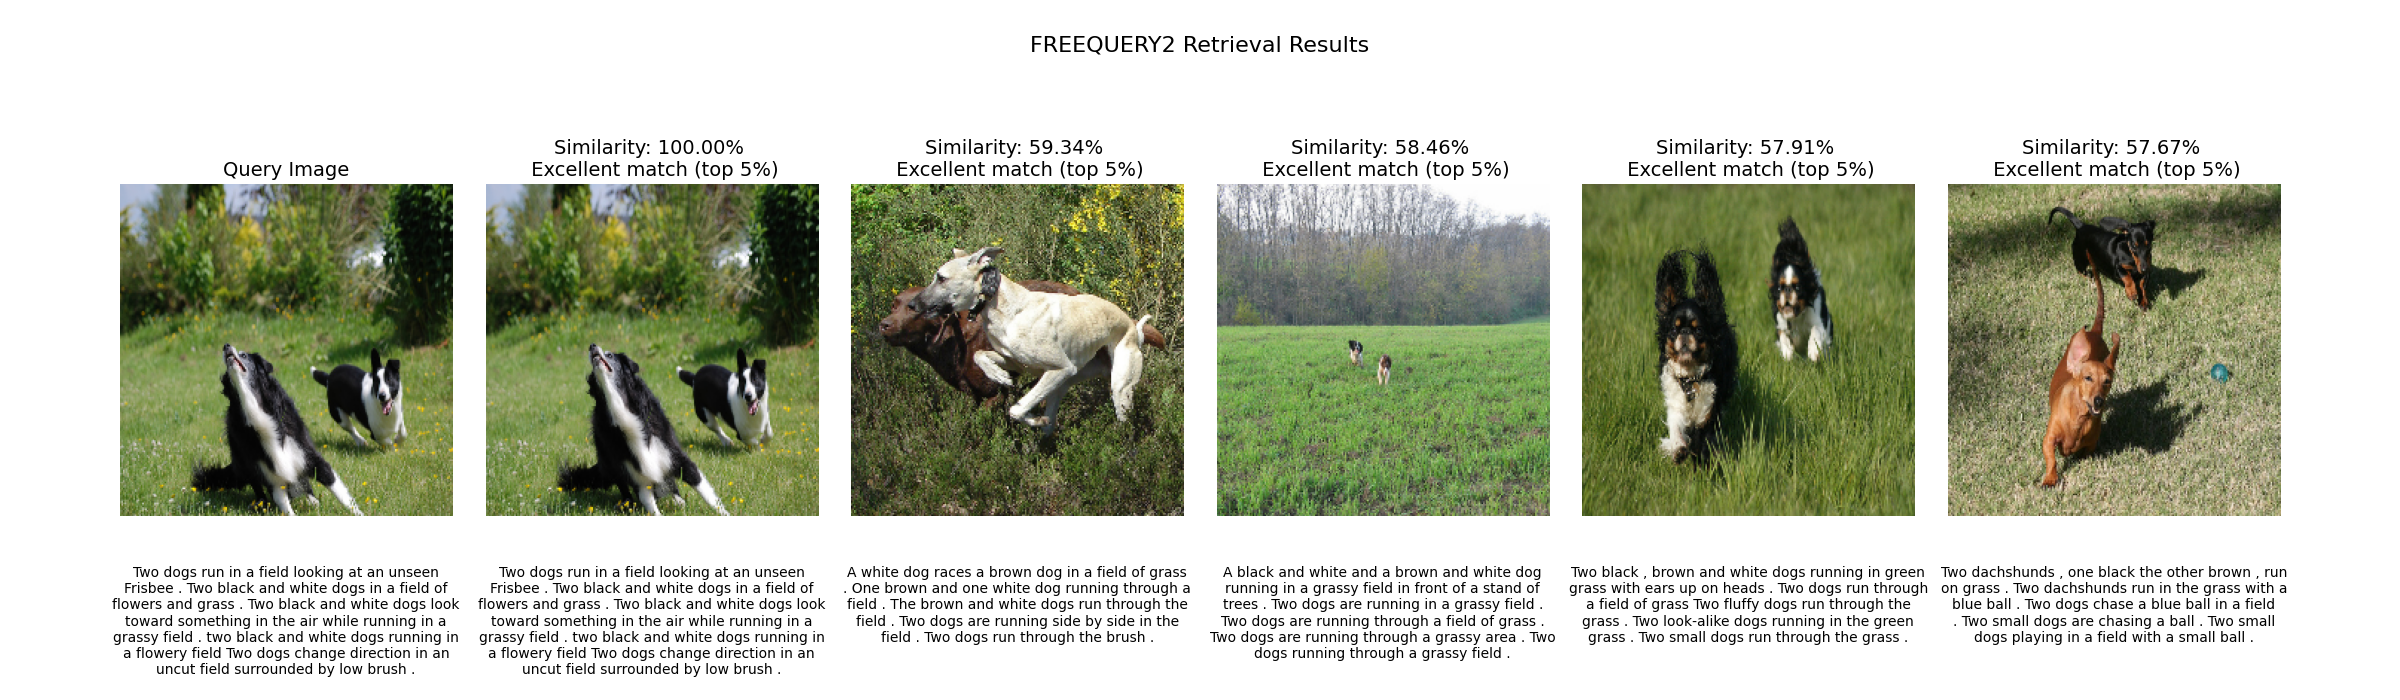 FREEQUERY2 Retrieval Results
Query Image
Similarity: 100.00%
Excellent match (top 5%)
Similarity: 59.34%
Excellent match (top 5%)
Similarity: 58.46%
Excellent match (top 5%)
Similarity: 57.91%
Excellent match (top 5%)
Similarity: 57.67%
Excellent match (top 5%)
Two dogs run in a field looking at an unseen
Frisbee . Two black and white dogs in a field of
flowers and grass . Two black and white dogs look
toward something in the air while running in a
grassy field . two black and white dogs running in
a flowery field Two dogs change direction in an
uncut field surrounded by low brush .
Two dogs run in a field looking at an unseen
Frisbee . Two black and white dogs in a field of
flowers and grass . Two black and white dogs look
toward something in the air while running in a
grassy field . two black and white dogs running in
a flowery field Two dogs change direction in an
uncut field surrounded by low brush .
A white dog races a brown dog in a field of grass
. One brown and one white dog running through a
field . The brown and white dogs run through the
field . Two dogs are running side by side in the
field . Two dogs run through the brush .
A black and white and a brown and white dog
running in a grassy field in front of a stand of
trees . Two dogs are running in a grassy field .
Two dogs are running through a field of grass .
Two dogs are running through a grassy area . Two
dogs running through a grassy field .
Two black , brown and white dogs running in green
grass with ears up on heads . Two dogs run through
a field of grass Two fluffy dogs run through the
grass . Two look-alike dogs running in the green
grass . Two small dogs run through the grass .
Two dachshunds , one black the other brown , run
on grass . Two dachshunds run in the grass with a
blue ball . Two dogs chase a blue ball in a field
. Two small dogs are chasing a ball . Two small
dogs playing in a field with a small ball .